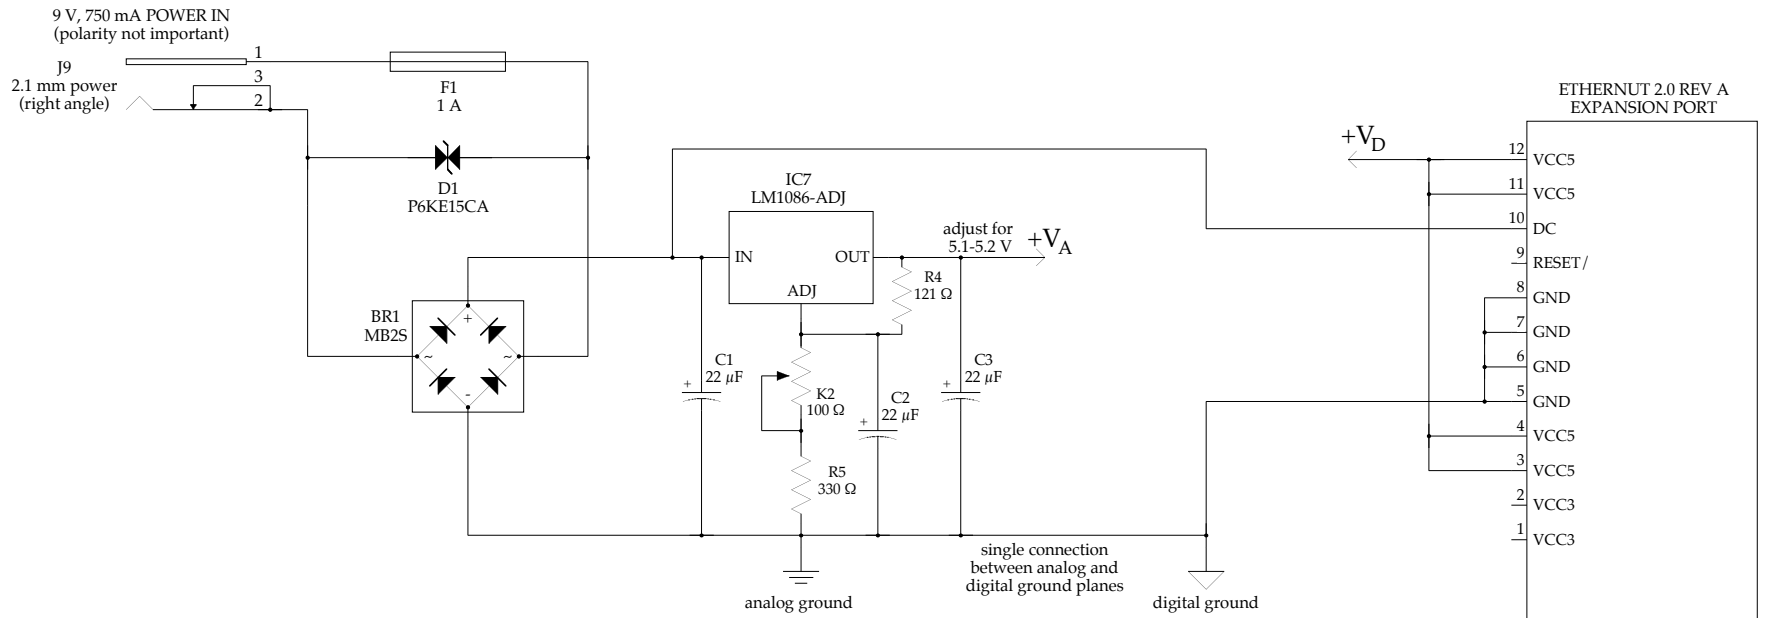 9 V, 750 mA POWER IN
(polarity not important)
J9
2.1 mm power
(right angle)
1
3
2
F1
1 A
D1
P6KE15CA
BR1
MB2S
+
~
~
-
IC7
LM1086-ADJ
IN
OUT
ADJ
adjust for
5.1-5.2 V
+VA
R4
121 Ω
C1
+
22 µF
K2
100 Ω
C2
+
22 µF
C3
+
22 µF
R5
330 Ω
analog ground
single connection
between analog and
digital ground planes
digital ground
+VD
ETHERNUT 2.0 REV A
EXPANSION PORT
12 VCC5
11 VCC5
10 DC
9 RESET/
8 GND
7 GND
6 GND
5 GND
4 VCC5
3 VCC5
2 VCC3
1 VCC3